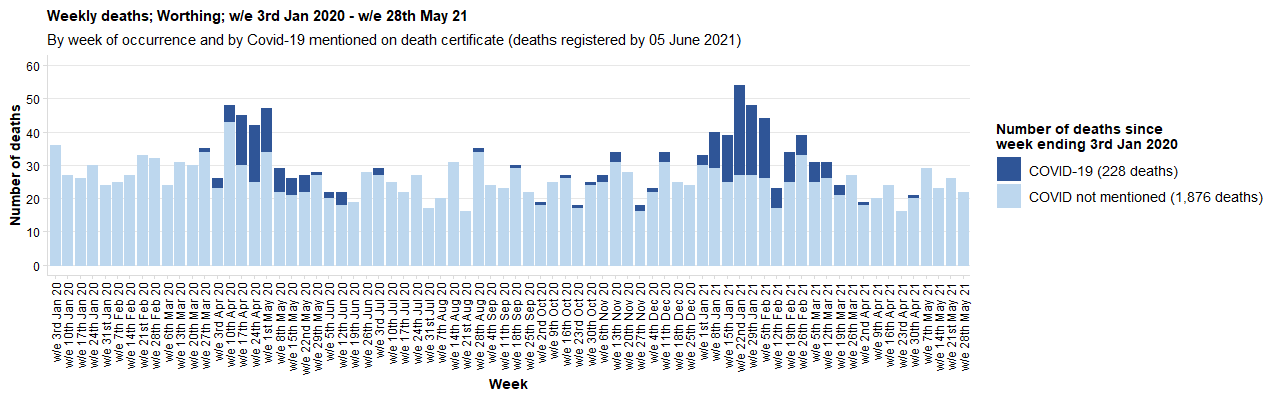 Weekly deaths; Worthing; w/e 3rd Jan 2020 - w/e 28th May 21
By week of occurrence and by Covid-19 mentioned on death certificate (deaths registered by 05 June 2021)
Number of deaths
60
50
40
30
20
10
0
w/e 3rd Jan 20
w/e 10th Jan 20
w/e 17th Jan 20
w/e 24th Jan 20
w/e 31st Jan 20
w/e 7th Feb 20
w/e 14th Feb 20
w/e 21st Feb 20
w/e 28th Feb 20
w/e 6th Mar 20
w/e 13th Mar 20
w/e 20th Mar 20
w/e 27th Mar 20
w/e 3rd Apr 20
w/e 10th Apr 20
w/e 17th Apr 20
w/e 24th Apr 20
w/e 1st May 20
w/e 8th May 20
w/e 15th May 20
w/e 22nd May 20
w/e 29th May 20
w/e 5th Jun 20
w/e 12th Jun 20
w/e 19th Jun 20
w/e 26th Jun 20
w/e 3rd Jul 20
w/e 10th Jul 20
w/e 17th Jul 20
w/e 24th Jul 20
w/e 31st Jul 20
w/e 7th Aug 20
w/e 14th Aug 20
w/e 21st Aug 20
w/e 28th Aug 20
w/e 4th Sep 20
w/e 11th Sep 20
w/e 18th Sep 20
w/e 25th Sep 20
w/e 2nd Oct 20
w/e 9th Oct 20
w/e 16th Oct 20
w/e 23rd Oct 20
w/e 30th Oct 20
w/e 6th Nov 20
w/e 13th Nov 20
w/e 20th Nov 20
w/e 27th Nov 20
w/e 4th Dec 20
w/e 11th Dec 20
w/e 18th Dec 20
w/e 25th Dec 20
w/e 1st Jan 21
w/e 8th Jan 21
w/e 15th Jan 21
w/e 22nd Jan 21
w/e 29th Jan 21
w/e 5th Feb 21
w/e 12th Feb 21
w/e 19th Feb 21
w/e 26th Feb 21
w/e 5th Mar 21
w/e 12th Mar 21
w/e 19th Mar 21
w/e 26th Mar 21
w/e 2nd Apr 21
w/e 9th Apr 21
w/e 16th Apr 21
w/e 23rd Apr 21
w/e 30th Apr 21
w/e 7th May 21
w/e 14th May 21
w/e 21st May 21
w/e 28th May 21
Week
Number of deaths since
week ending 3rd Jan 2020
COVID-19 (228 deaths)
COVID not mentioned (1,876 deaths)